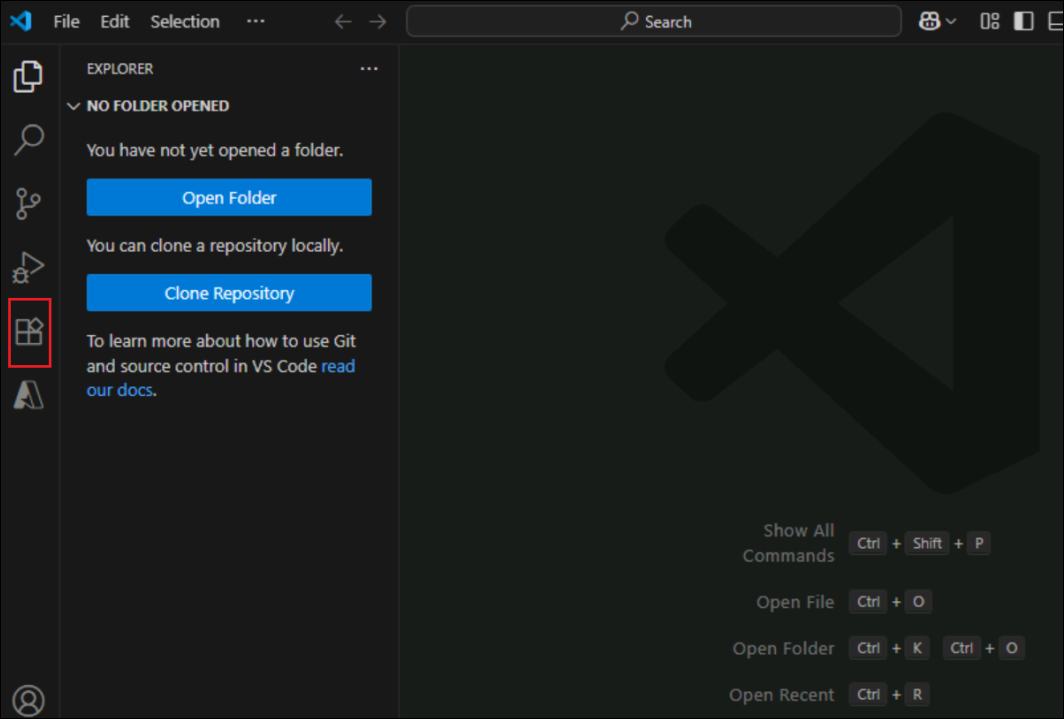 File Edit Selection ··· Search
EXPLORER ···
NO FOLDER OPENED
You have not yet opened a folder.
Open Folder
You can clone a repository locally.
Clone Repository
To learn more about how to use Git
and source control in VS Code read
our docs.
Show All
Commands Ctrl + Shift + P
Open File Ctrl + O
Open Folder Ctrl + K Ctrl + O
Open Recent Ctrl + R